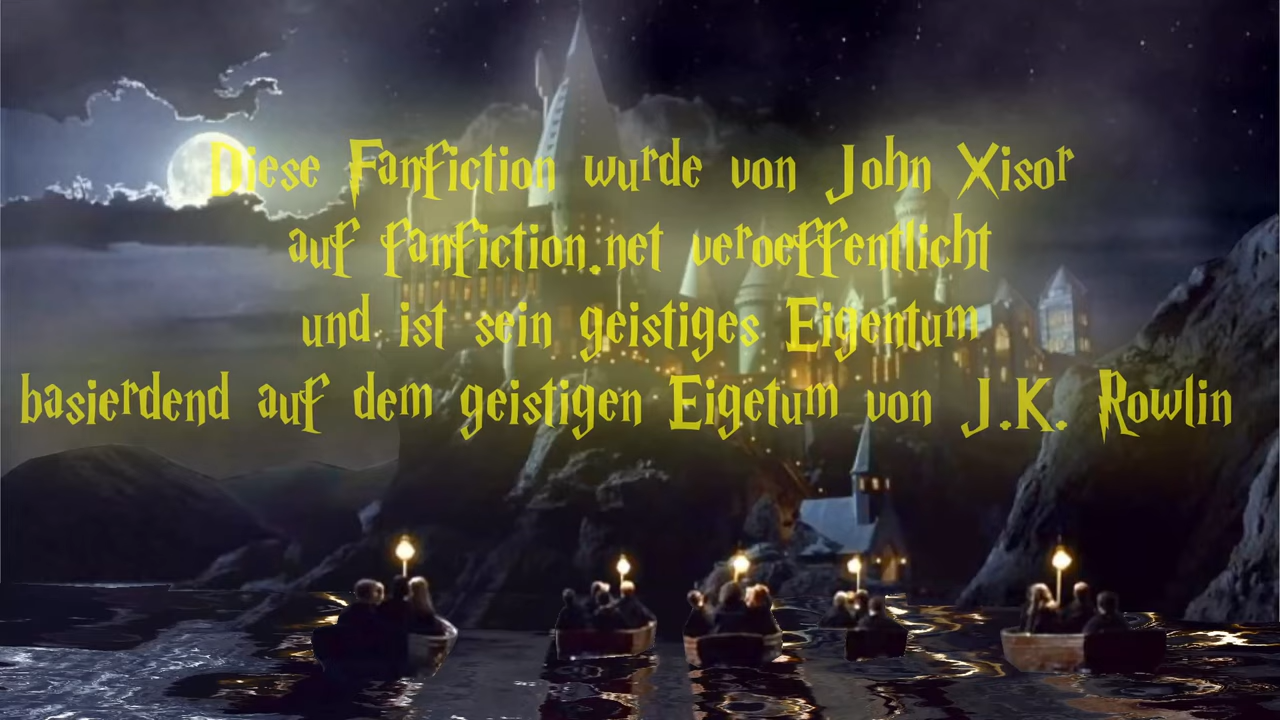 Diese Fanfiction wurde von John Xisor
auf fanfiction.net veroeffentlicht
und ist sein geistiges Eigentum
basierdend auf dem geistigen Eigetum von J.K. Rowlin